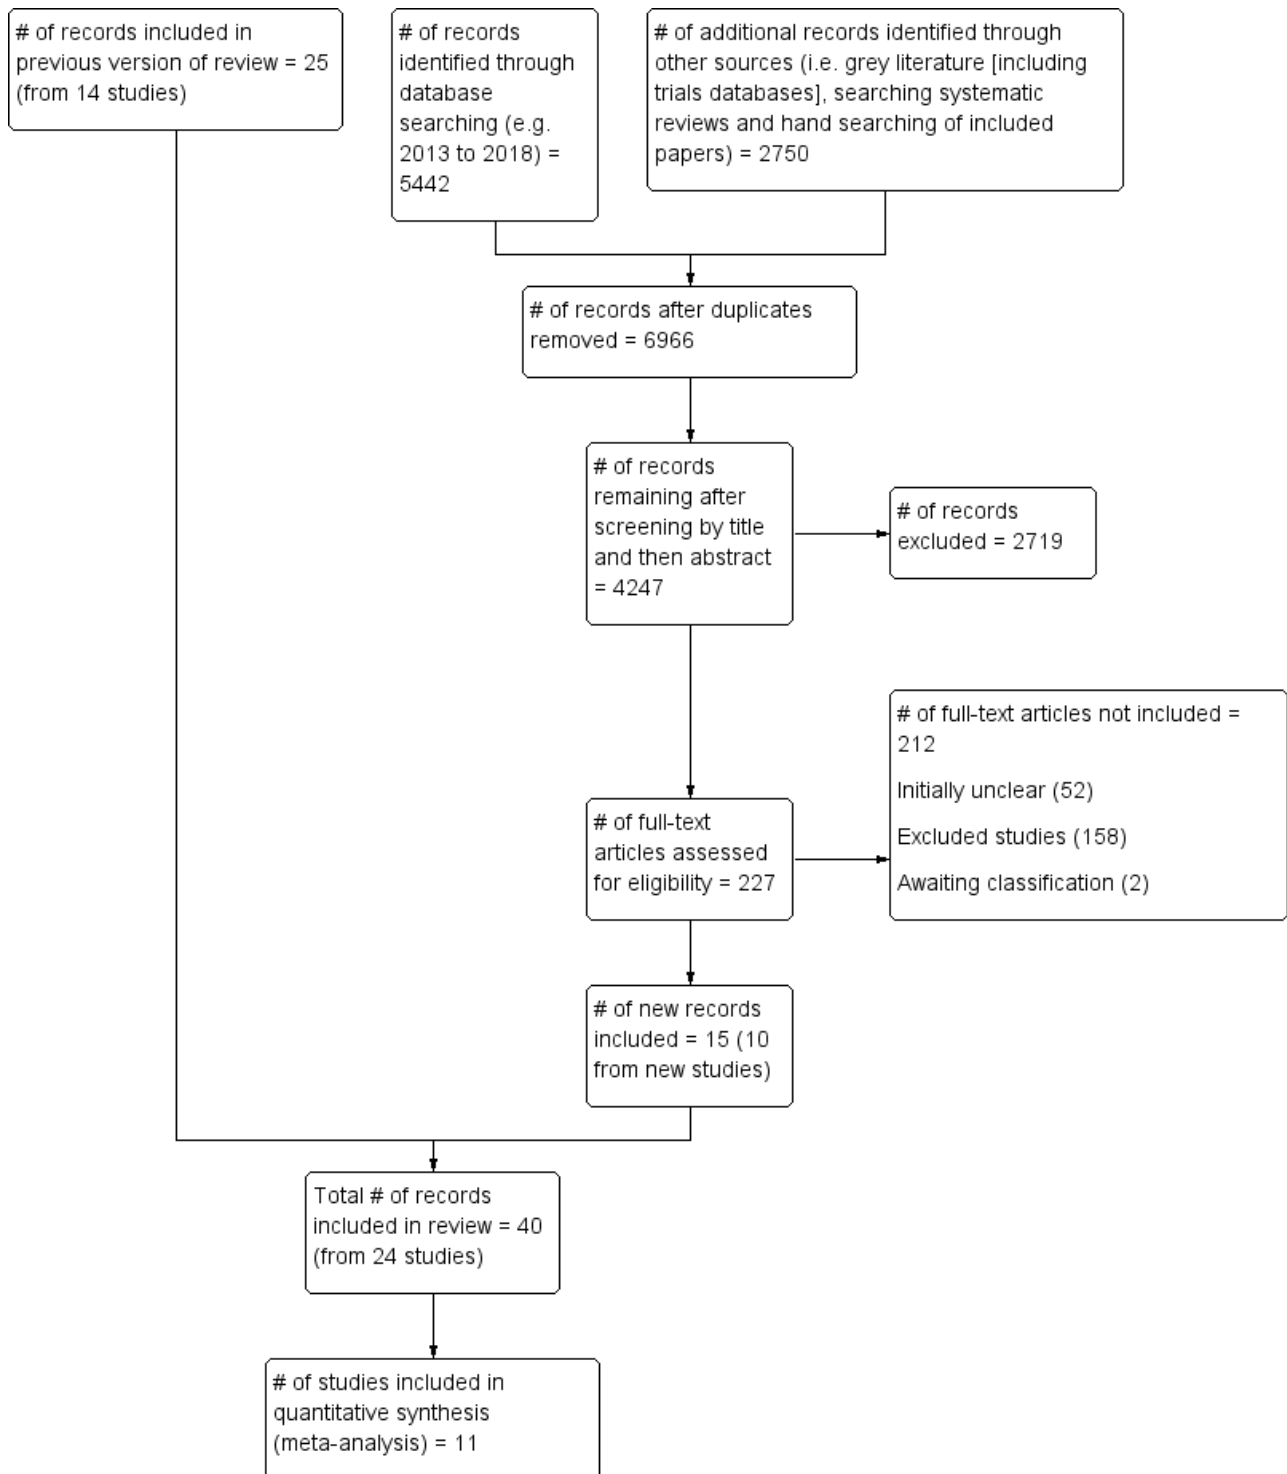 # of records included in
previous version of review = 25
(from 14 studies)
# of records
identified through
database
searching (e.g.
2013 to 2018) =
5442
# of additional records identified through
other sources (i.e. grey literature [including
trials databases], searching systematic
reviews and hand searching of included
papers) = 2750
# of records after duplicates
removed = 6966
# of records
remaining after
screening by title
and then abstract
= 4247
# of records
excluded = 2719
# of full-text articles not included =
212
Initially unclear (52)
Excluded studies (158)
Awaiting classification (2)
# of full-text
articles assessed
for eligibility = 227
# of new records
included = 15 (10
from new studies)
Total # of records
included in review = 40
(from 24 studies)
# of studies included in
quantitative synthesis
(meta-analysis) = 11